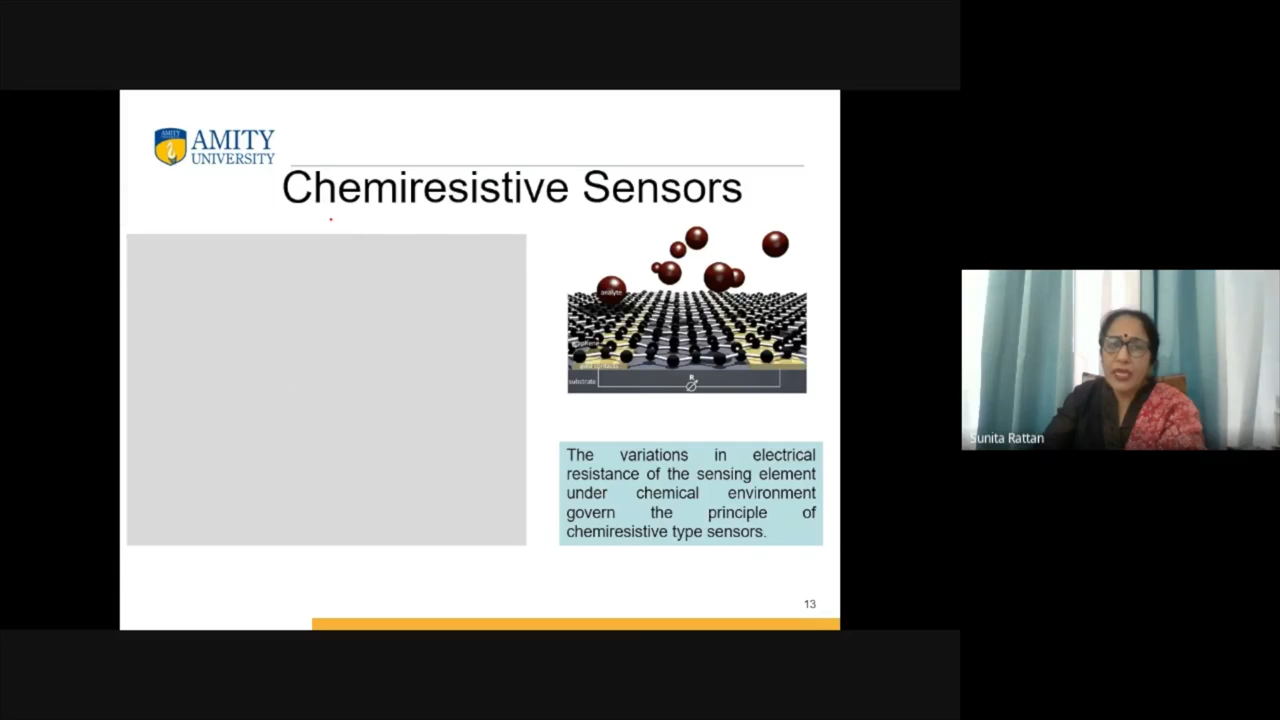 AMITY
AMITY
UNIVERSITY
Chemiresistive Sensors
analyte
substrate
R
The variations in electrical
resistance of the sensing element
under chemical environment
govern the principle of
chemiresistive type sensors.
13
Sunita Rattan